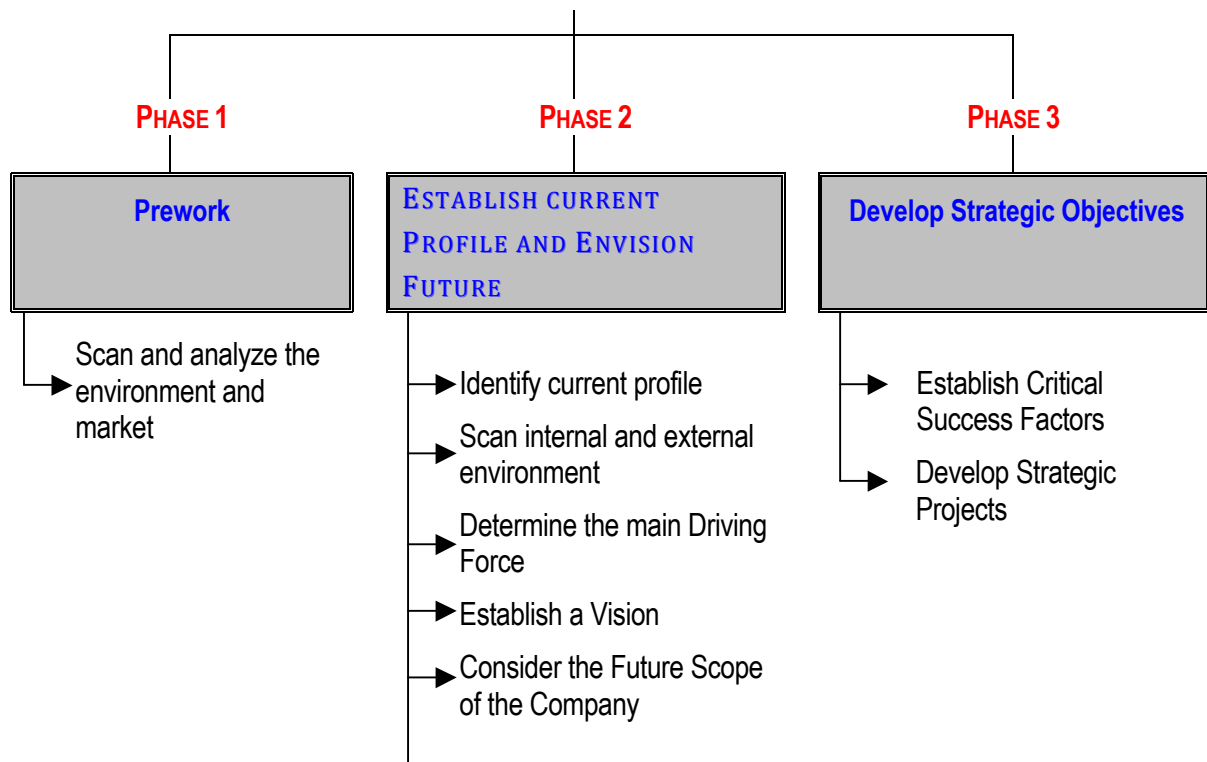 PHASE 1
Prework
Scan and analyze the
environment and
market
PHASE 2
ESTABLISH CURRENT
PROFILE AND ENVISION
FUTURE
Identify current profile
Scan internal and external
environment
Determine the main Driving
Force
Establish a Vision
Consider the Future Scope
of the Company
PHASE 3
Develop Strategic Objectives
Establish Critical
Success Factors
Develop Strategic
Projects